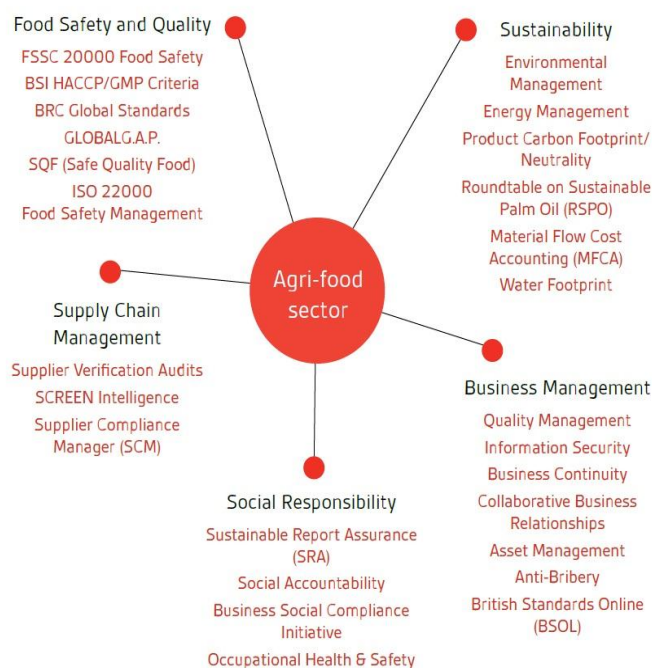 Food Safety and Quality
FSSC 20000 Food Safety
BSI HACCP/GMP Criteria
BRC Global Standards
GLOBALG.A.P.
SQF (Safe Quality Food)
ISO 22000
Food Safety Management
Sustainability
Environmental
Management
Energy Management
Product Carbon Footprint/
Neutrality
Roundtable on Sustainable
Palm Oil (RSPO)
Material Flow Cost
Accounting (MFCA)
Water Footprint
Agri-food
sector
Supply Chain
Management
Supplier Verification Audits
SCREEN Intelligence
Supplier Compliance
Manager (SCM)
Business Management
Quality Management
Information Security
Business Continuity
Collaborative Business
Relationships
Asset Management
Anti-Bribery
British Standards Online
(BSOL)
Social Responsibility
Sustainable Report Assurance
(SRA)
Social Accountability
Business Social Compliance
Initiative
Occupational Health & Safety